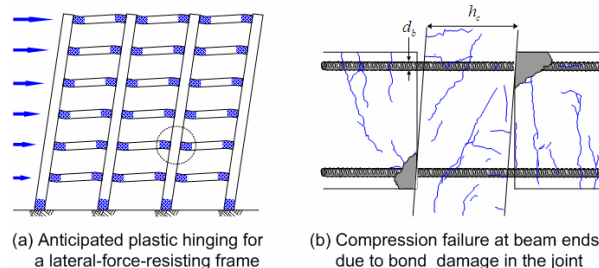 d_b
h_c
(a) Anticipated plastic hinging for
a lateral-force-resisting frame
(b) Compression failure at beam ends
due to bond damage in the joint